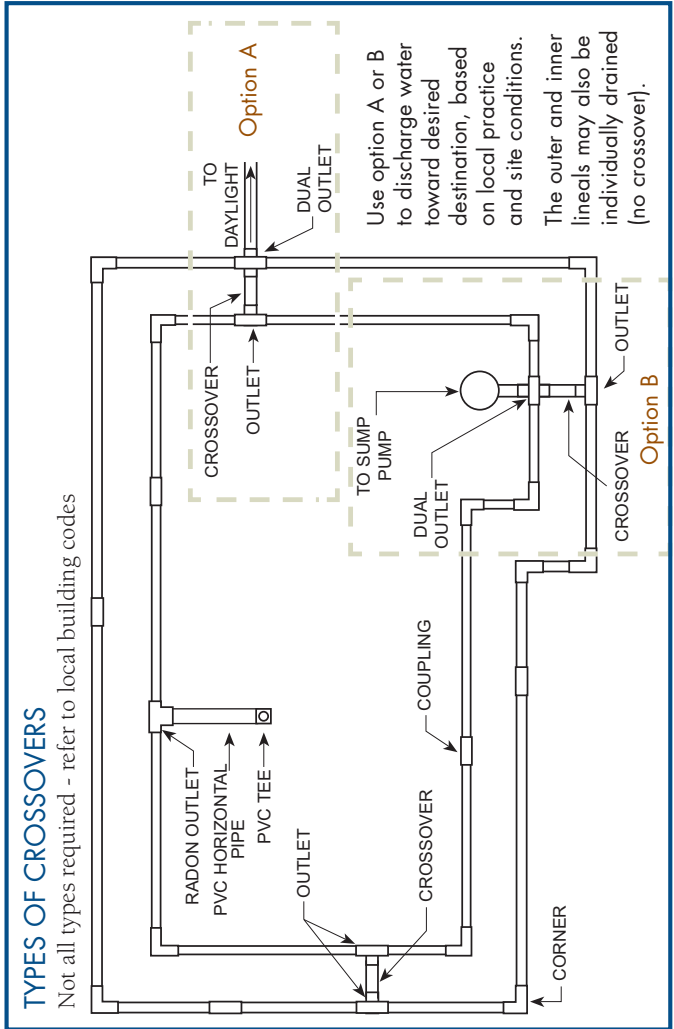 TYPES OF CROSSOVERS
Not all types required - refer to local building codes
RADON OUTLET
PVC HORIZONTAL
PIPE
PVC TEE
OUTLET
CROSSOVER
CORNER
COUPLING
CROSSOVER
OUTLET
TO
DAYLIGHT
DUAL
OUTLET
Option A
TO SUMP
PUMP
DUAL
OUTLET
CROSSOVER
OUTLET
Option B
Use option A or B
to discharge water
toward desired
destination, based
on local practice
and site conditions.
The outer and inner
lineals may also be
individually drained
(no crossover).